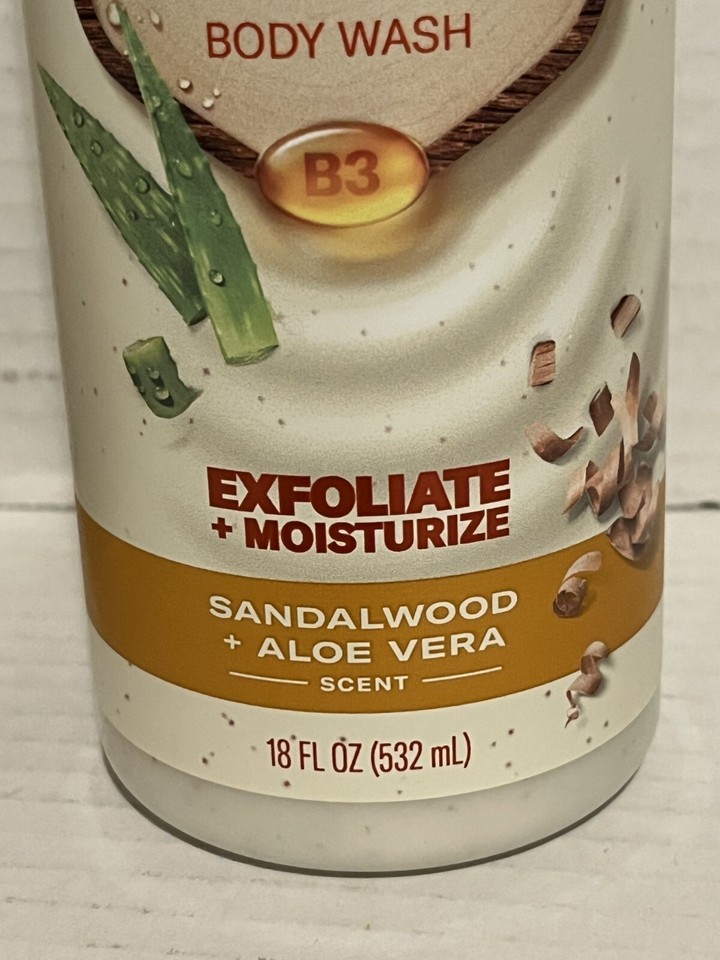 BODY WASH
B3
EXFOLIATE
+ MOISTURIZE
SANDALWOOD
+ ALOE VERA
SCENT
18 FL OZ (532 mL)